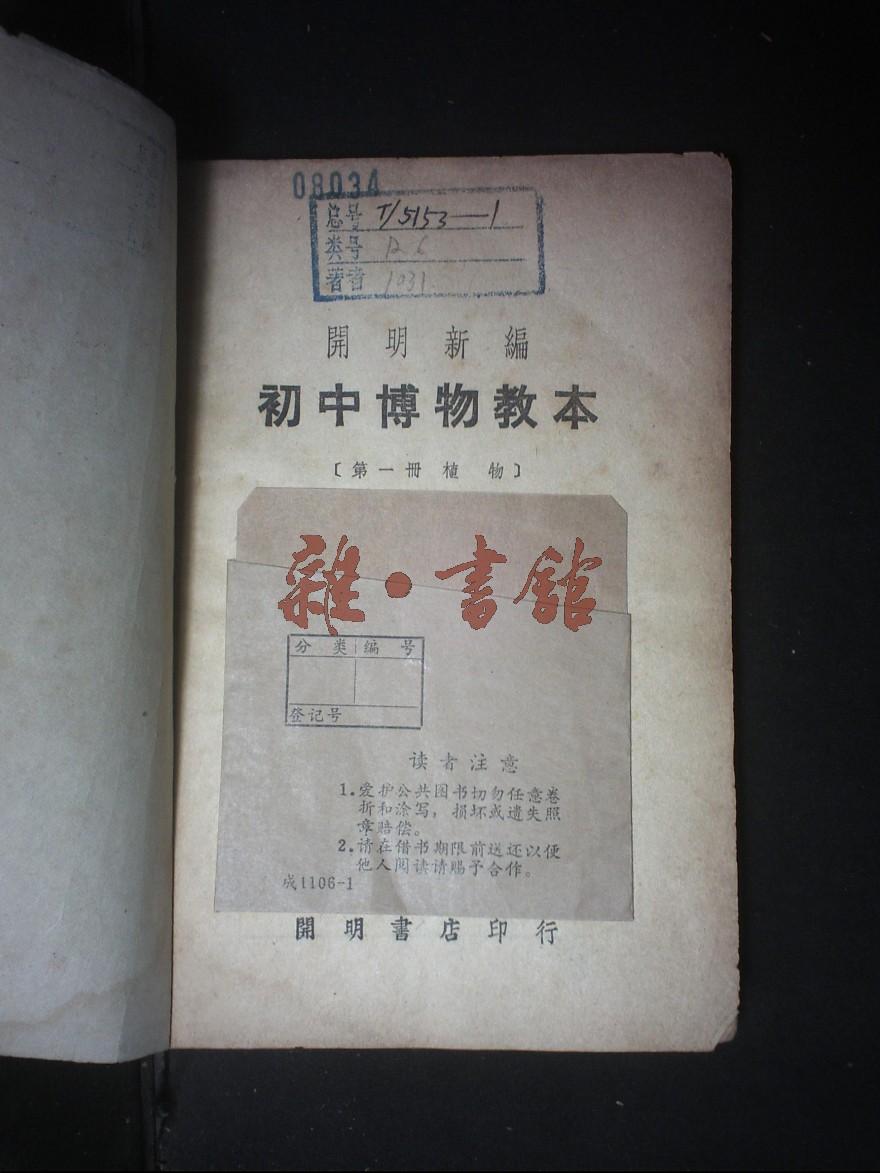 08034
总号 T/5153—1
类号
著者 1031
開明新編
初中博物教本
〔第一冊 植物〕
雜·書館
分类 编号
登记号
读者注意
1.爱护公共图书切勿任意卷
折和涂写，损坏或遗失照
章赔偿。
2.请在借书期限前送还以便
他人阅读请赐予合作。
成1106-1
開明書店印行